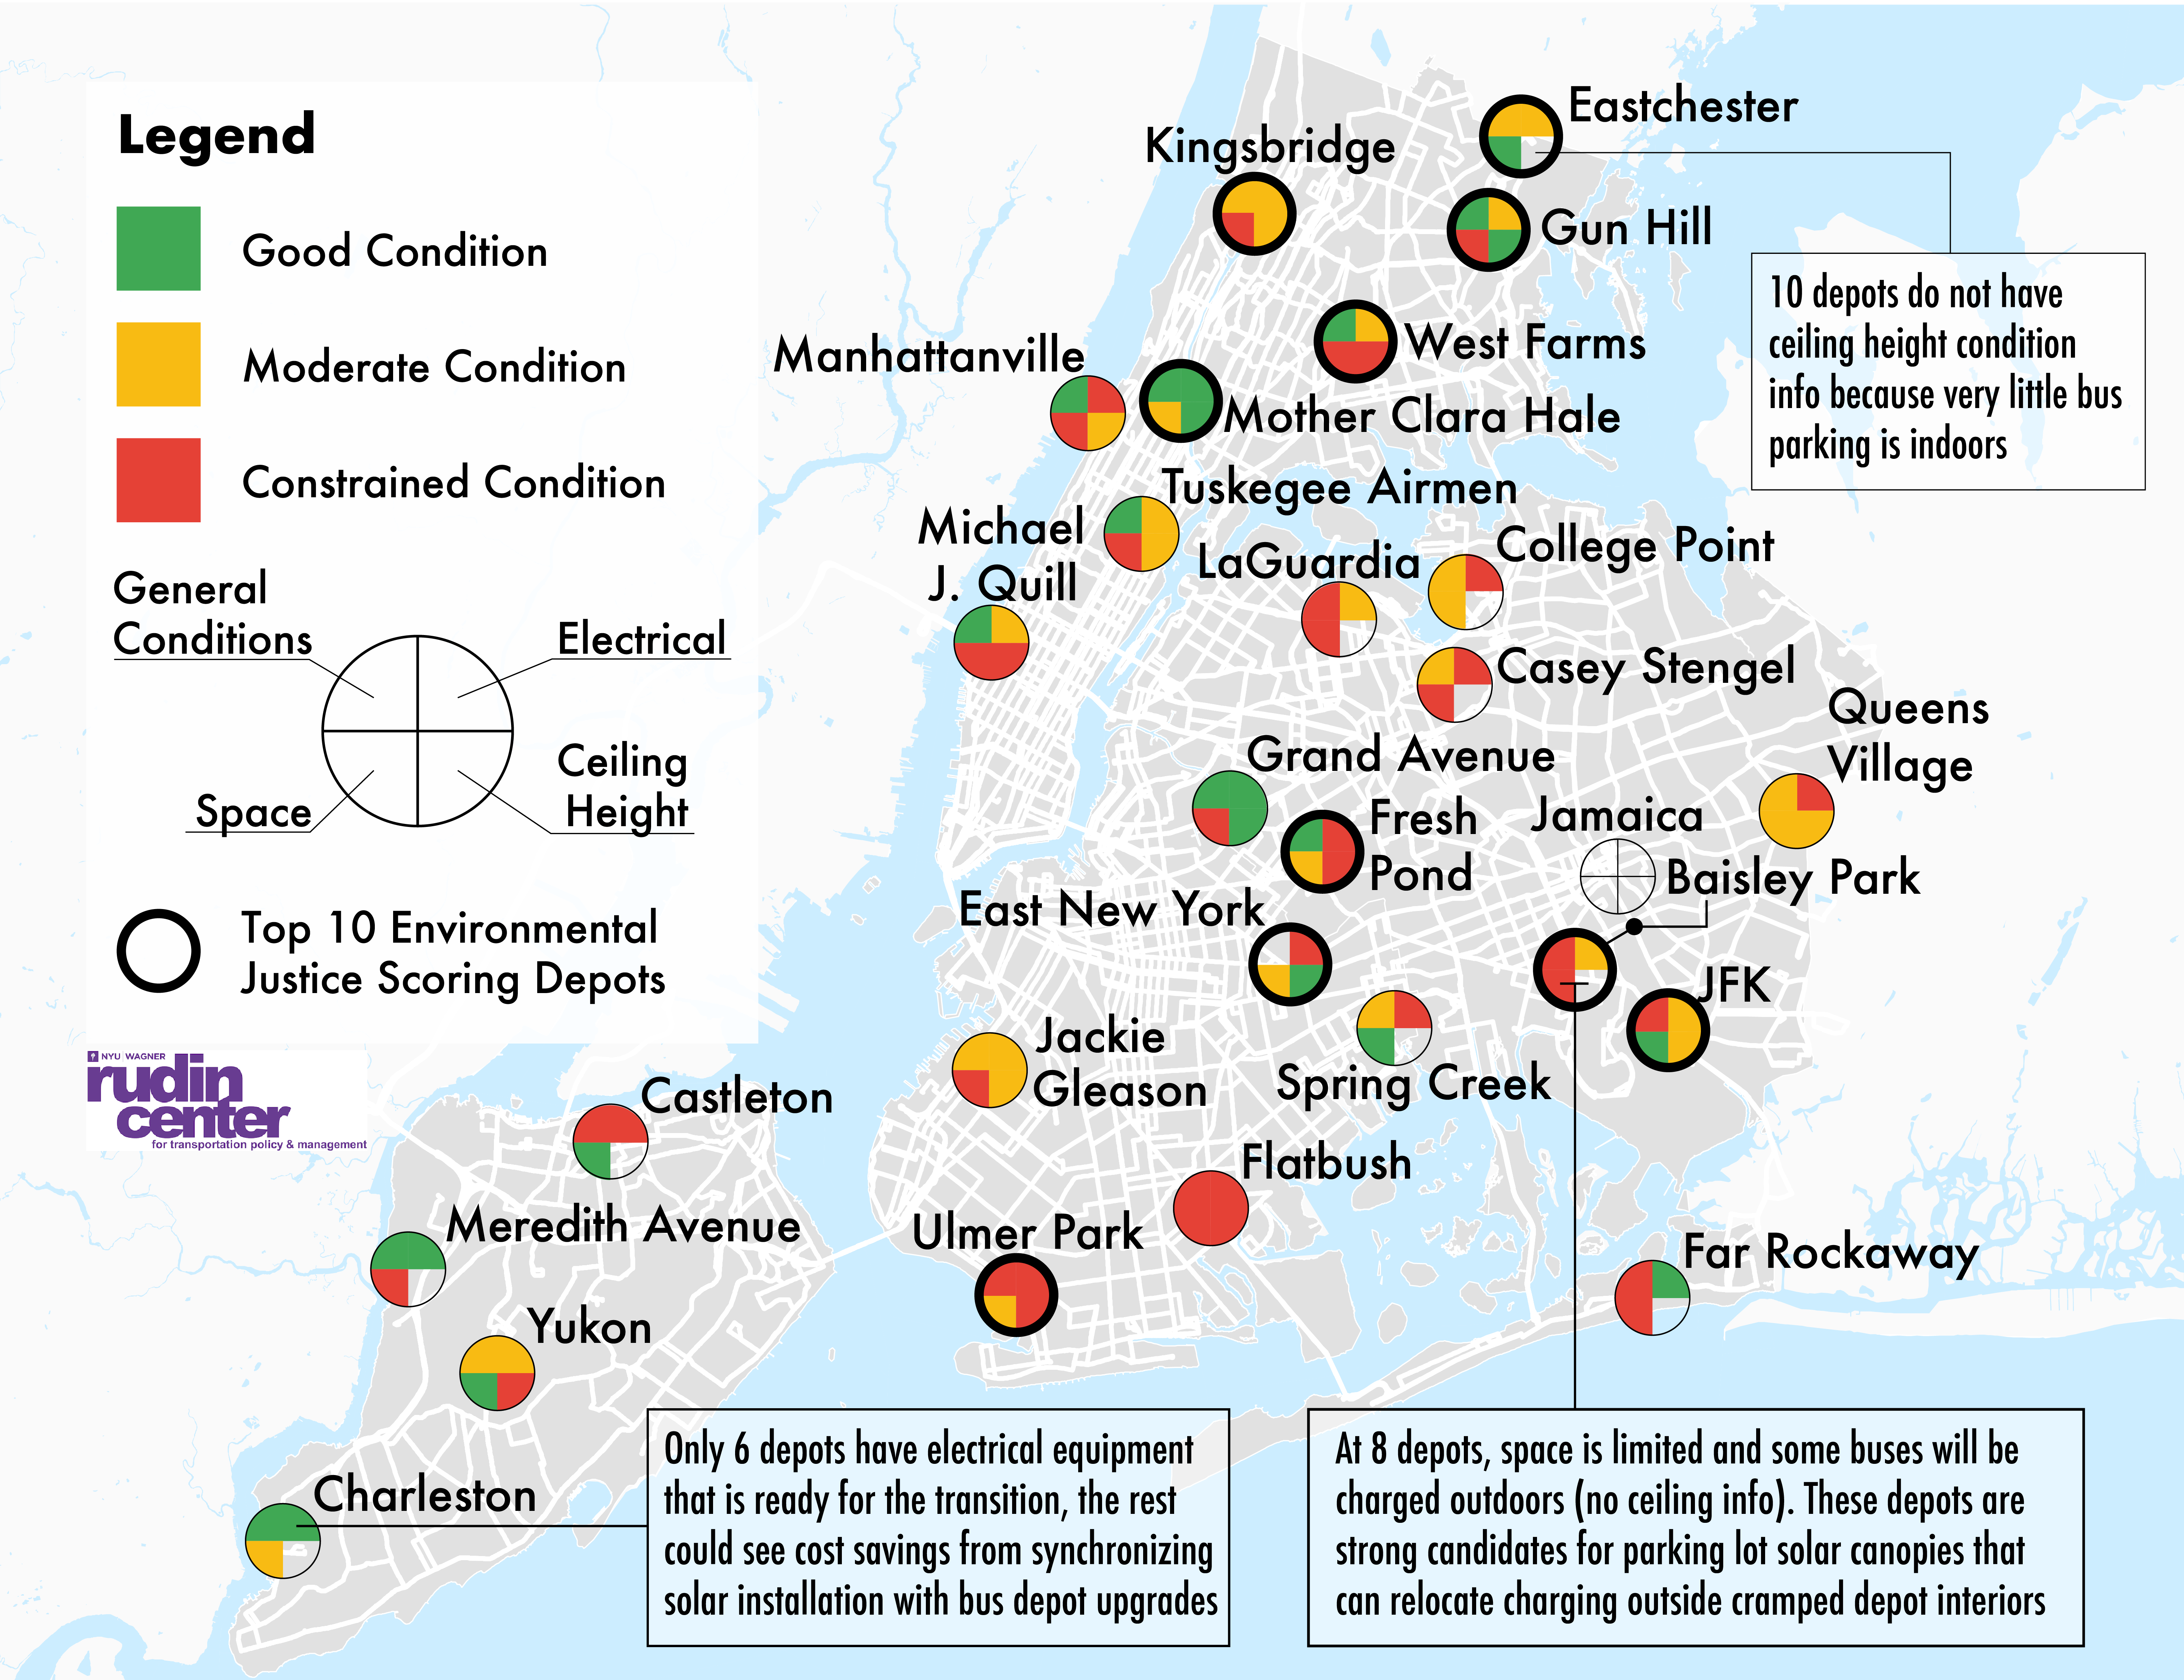 Legend
Good Condition
Moderate Condition
Constrained Condition
General
Conditions
Electrical
Space
Ceiling
Height
Top 10 Environmental
Justice Scoring Depots
NYU WAGNER
rudin
center
for transportation policy & management
Eastchester
Kingsbridge
Gun Hill
10 depots do not have
ceiling height condition
info because very little bus
parking is indoors
West Farms
Manhattanville
Mother Clara Hale
Tuskegee Airmen
Michael
J. Quill
LaGuardia
College Point
Casey Stengel
Queens
Village
Grand Avenue
Fresh
Pond
Jamaica
Baisley Park
East New York
JFK
Jackie
Gleason
Spring Creek
Castleton
Flatbush
Meredith Avenue
Ulmer Park
Far Rockaway
Yukon
Charleston
Only 6 depots have electrical equipment
that is ready for the transition, the rest
could see cost savings from synchronizing
solar installation with bus depot upgrades
At 8 depots, space is limited and some buses will be
charged outdoors (no ceiling info). These depots are
strong candidates for parking lot solar canopies that
can relocate charging outside cramped depot interiors